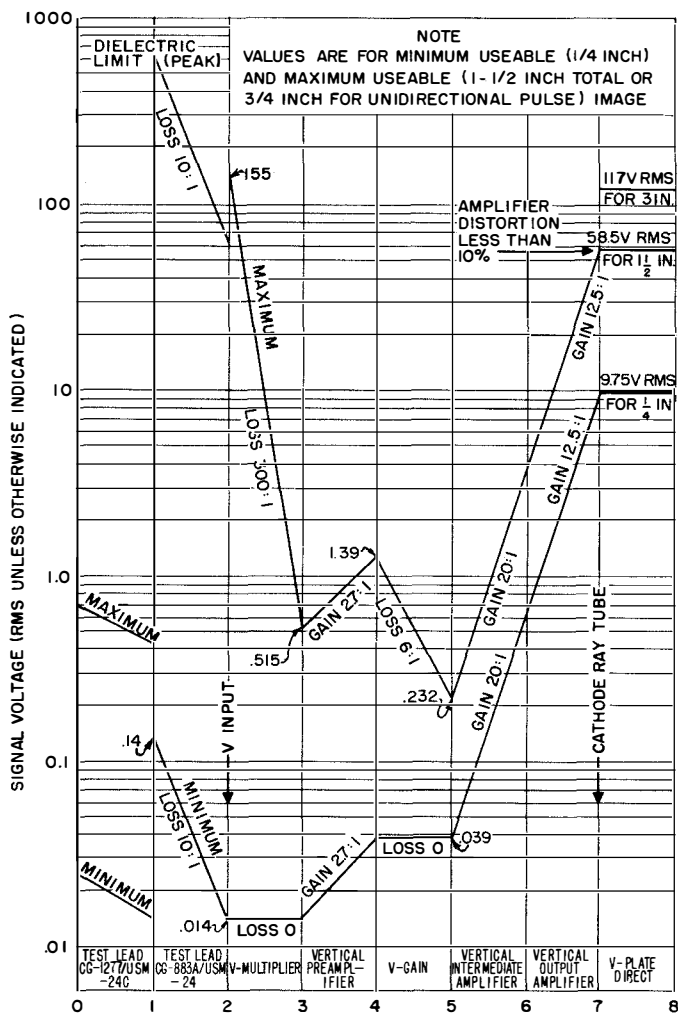 1000
DIELECTRIC
LIMIT (PEAK)
NOTE
VALUES ARE FOR MINIMUM USEABLE (1/4 INCH)
AND MAXIMUM USEABLE (1-1/2 INCH TOTAL OR
3/4 INCH FOR UNIDIRECTIONAL PULSE) IMAGE
LOSS 10:1
155
117V RMS
FOR 3 IN.
100
AMPLIFIER
DISTORTION
LESS THAN
10%
58.5V RMS
FOR 1 1/2 IN
MAXIMUM
GAIN 12.5:1
10
9.75V RMS
FOR 1/4 IN
LOSS 300:1
GAIN 12.5:1
1.39
1.0
MAXIMUM
GAIN 27:1
LOSS 6:1
GAIN 20:1
.515
.232
GAIN 20:1
V INPUT
CATHODE RAY TUBE
.14
0.1
MINIMUM
LOSS 10:1
.039
LOSS 0
GAIN 27:1
MINIMUM
.014
LOSS 0
.01
SIGNAL VOLTAGE (RMS UNLESS OTHERWISE INDICATED)
TEST LEAD
CG-1277/USM
-24C
TEST LEAD
CG-883A/USM
-24
V-MULTIPLIER
VERTICAL
PREAMPL-
IFIER
V-GAIN
VERTICAL
INTERMEDIATE
AMPLIFIER
VERTICAL
OUTPUT
AMPLIFIER
V-PLATE
DIRECT
0 1 2 3 4 5 6 7 8